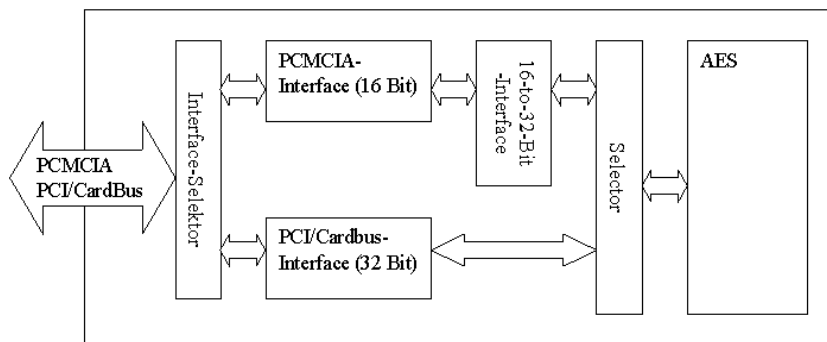 PCMCIA
PCI/CardBus
Interface-Selektor
PCMCIA-
Interface (16 Bit)
16-to-32-Bit
-Interface
PCI/Cardbus-
Interface (32 Bit)
Selector
AES